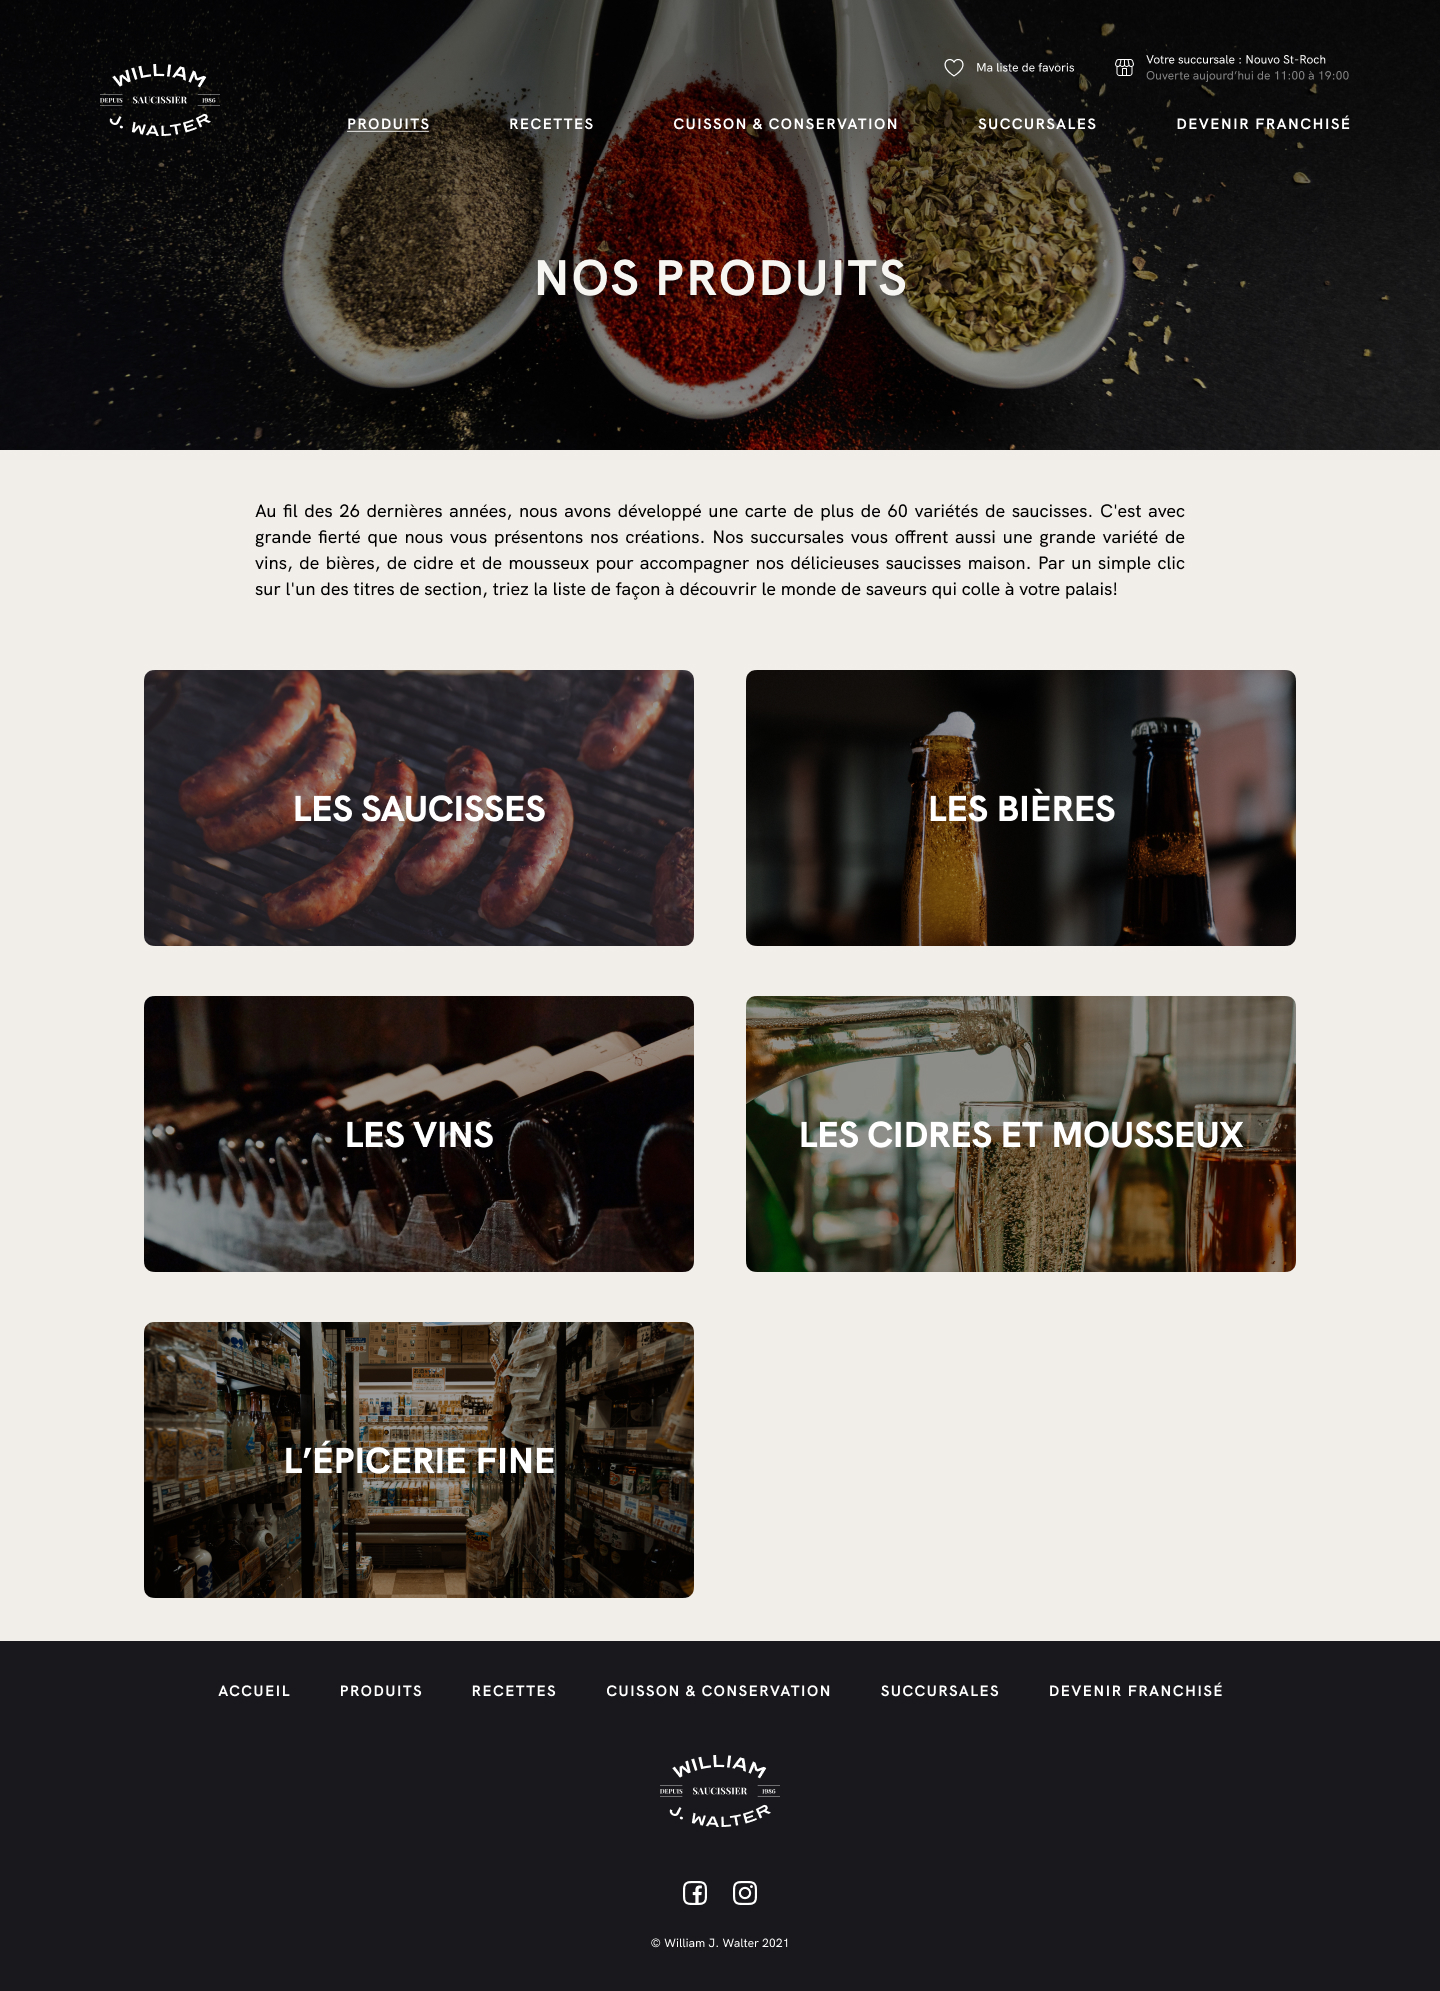 WILLIAM
DEPUIS SAUCISSIER 1986
J. WALTER
Ma liste de favoris
Votre succursale : Nouvo St-Roch
Ouverte aujourd'hui de 11:00 à 19:00
PRODUITS RECETTES CUISSON & CONSERVATION SUCCURSALES DEVENIR FRANCHISÉ
NOS PRODUITS
Au fil des 26 dernières années, nous avons développé une carte de plus de 60 variétés de saucisses. C'est avec
grande fierté que nous vous présentons nos créations. Nos succursales vous offrent aussi une grande variété de
vins, de bières, de cidre et de mousseux pour accompagner nos délicieuses saucisses maison. Par un simple clic
sur l'un des titres de section, triez la liste de façon à découvrir le monde de saveurs qui colle à votre palais!
LES SAUCISSES
LES BIÈRES
LES VINS
LES CIDRES ET MOUSSEUX
L'ÉPICERIE FINE
ACCUEIL PRODUITS RECETTES CUISSON & CONSERVATION SUCCURSALES DEVENIR FRANCHISÉ
WILLIAM
DEPUIS SAUCISSIER 1986
J. WALTER
© William J. Walter 2021